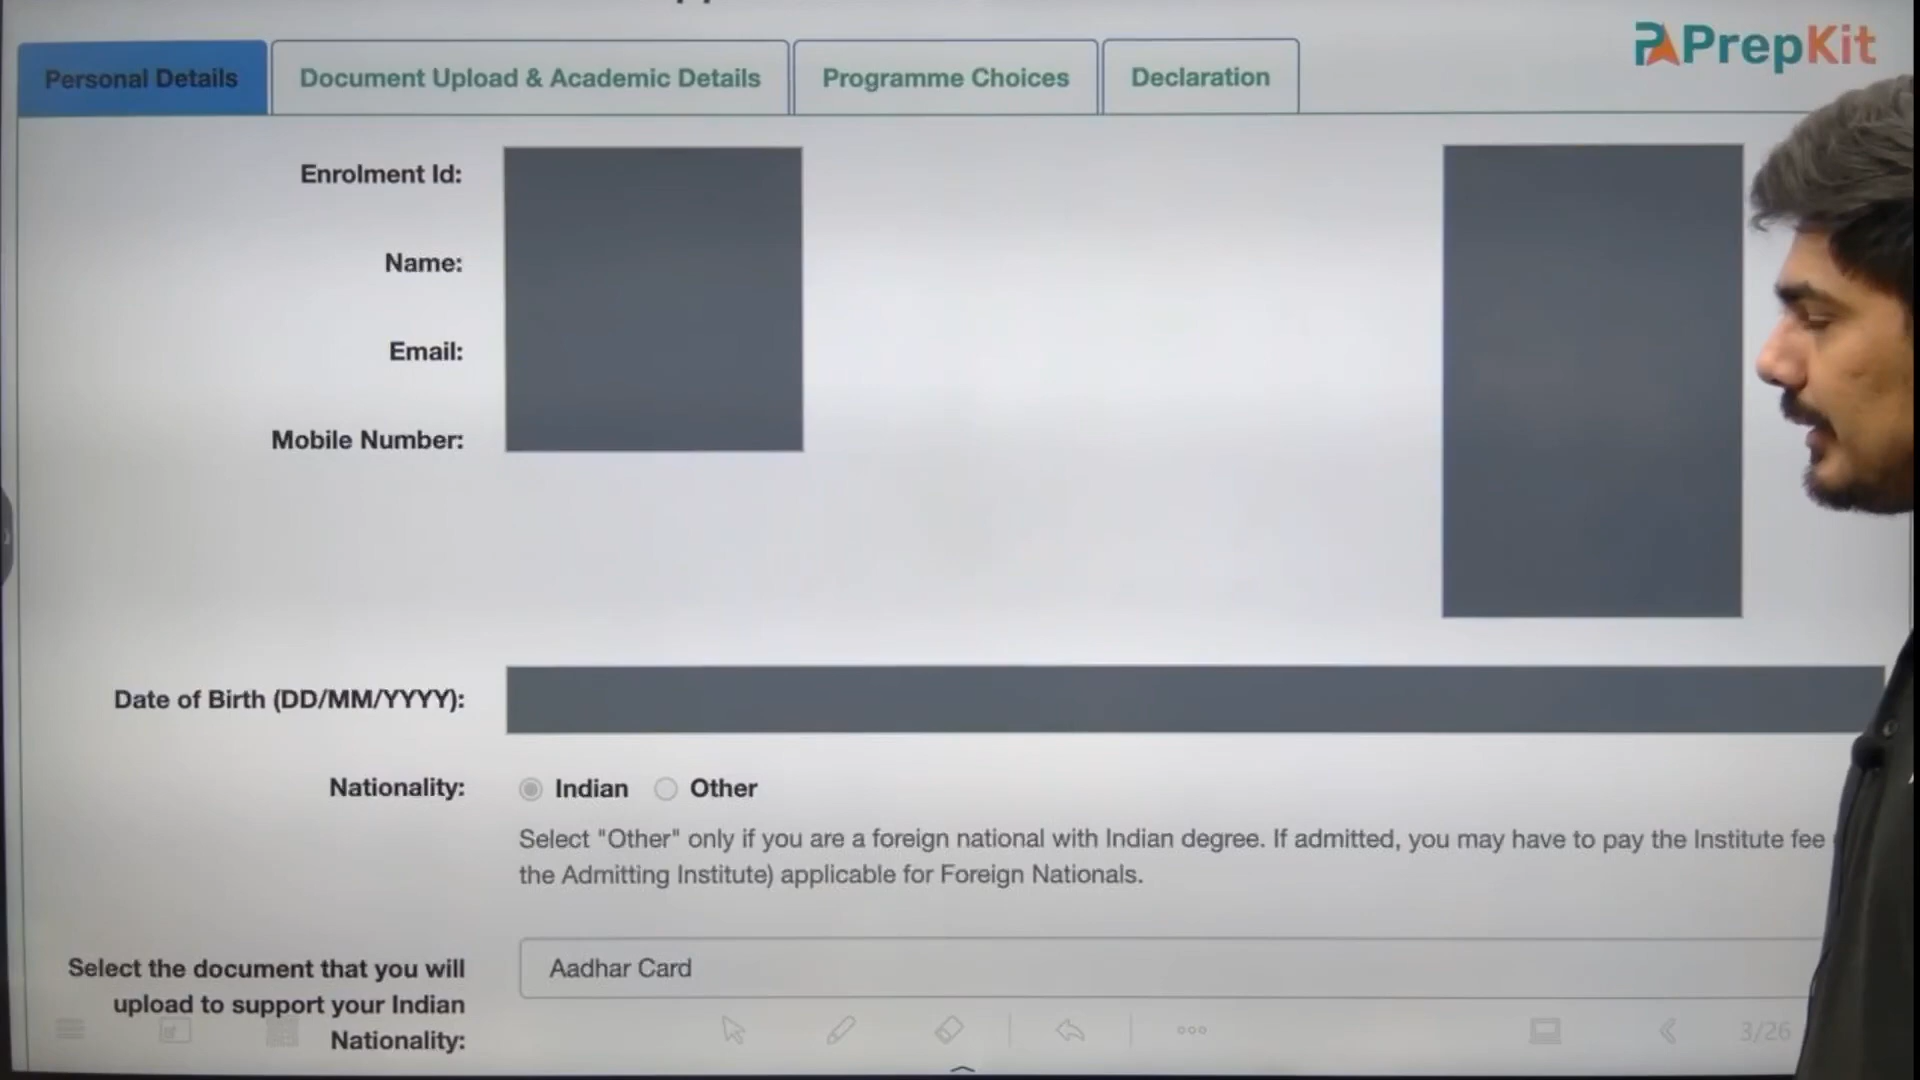 PrepKit
Personal Details
Document Upload & Academic Details
Programme Choices
Declaration
Enrolment Id:
Name:
Email:
Mobile Number:
Date of Birth (DD/MM/YYYY):
Nationality:
Indian
Other
Select "Other" only if you are a foreign national with Indian degree. If admitted, you may have to pay the Institute fee
the Admitting Institute) applicable for Foreign Nationals.
Select the document that you will
upload to support your Indian
Nationality:
Aadhar Card
3/26